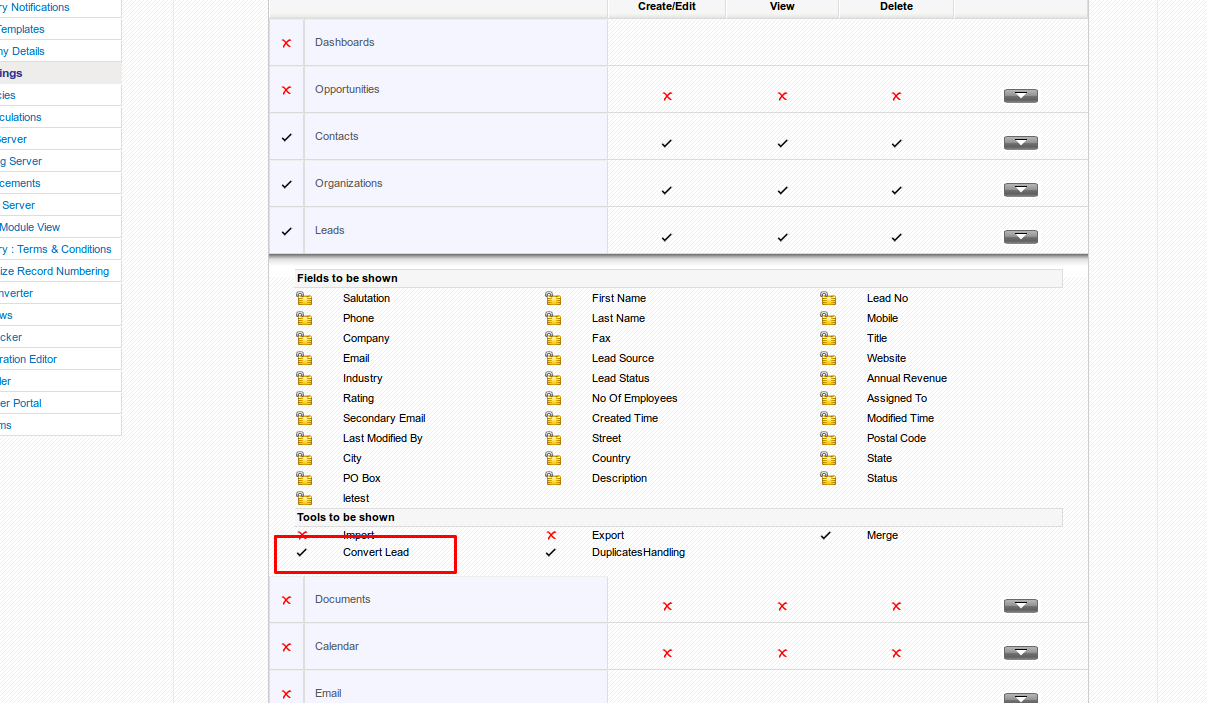 ry Notifications
Create/Edit View Delete
Templates
Dashboards
ny Details
ings
Opportunities
cies
culations
Contacts
Server
g Server
cements
Organizations
Server
Module View
Leads
ry : Terms & Conditions
ize Record Numbering
Fields to be shown
nverter
Salutation First Name Lead No
ws
Phone Last Name Mobile
cker
Company Fax Title
ration Editor
Email Lead Source Website
ler
Industry Lead Status Annual Revenue
er Portal
Rating No Of Employees Assigned To
ms
Secondary Email Created Time Modified Time
Last Modified By Street Postal Code
City Country State
PO Box Description Status
letest
Tools to be shown
Import Export Merge
Convert Lead DuplicatesHandling
Documents
Calendar
Email